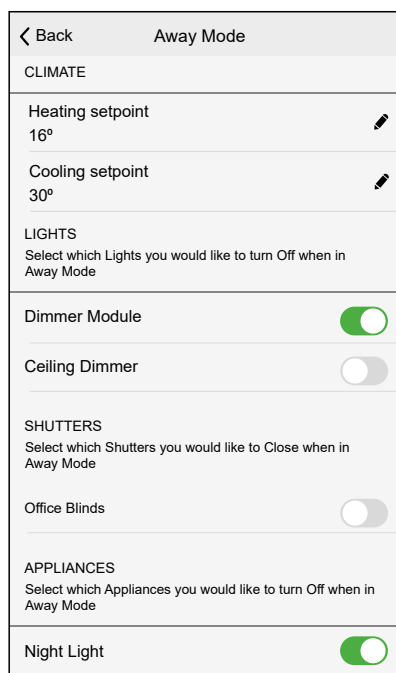 Back
Away Mode
CLIMATE
Heating setpoint
16º
Cooling setpoint
30º
LIGHTS
Select which Lights you would like to turn Off when in
Away Mode
Dimmer Module
Ceiling Dimmer
SHUTTERS
Select which Shutters you would like to Close when in
Away Mode
Office Blinds
APPLIANCES
Select which Appliances you would like to turn Off when in
Away Mode
Night Light